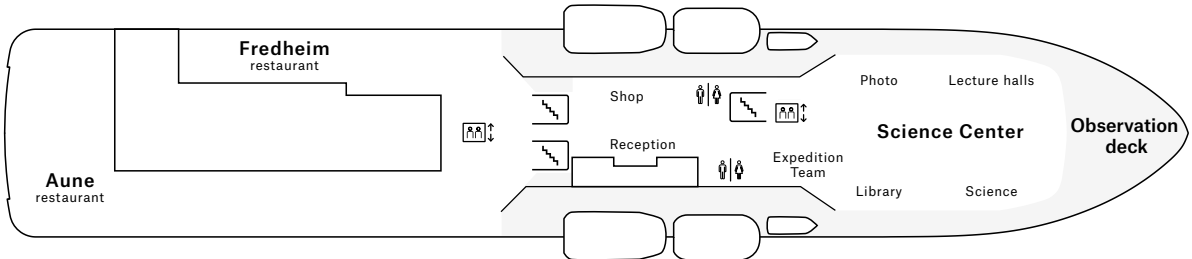 Fredheim
restaurant
Aune
restaurant
Shop
Reception
Expedition
Team
Photo
Lecture halls
Science Center
Library
Science
Observation
deck